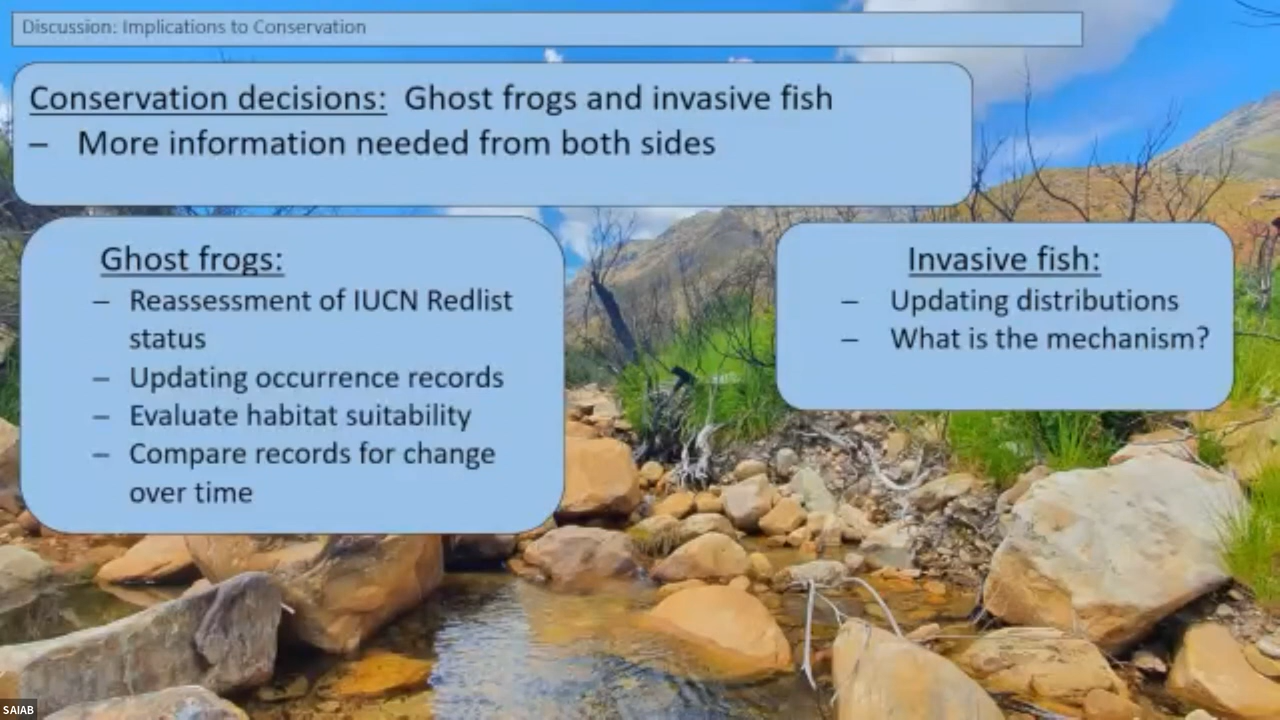 Discussion: Implications to Conservation
Conservation decisions: Ghost frogs and invasive fish
– More information needed from both sides
Ghost frogs:
– Reassessment of IUCN Redlist
status
– Updating occurrence records
– Evaluate habitat suitability
– Compare records for change
over time
Invasive fish:
– Updating distributions
– What is the mechanism?
SAIAB